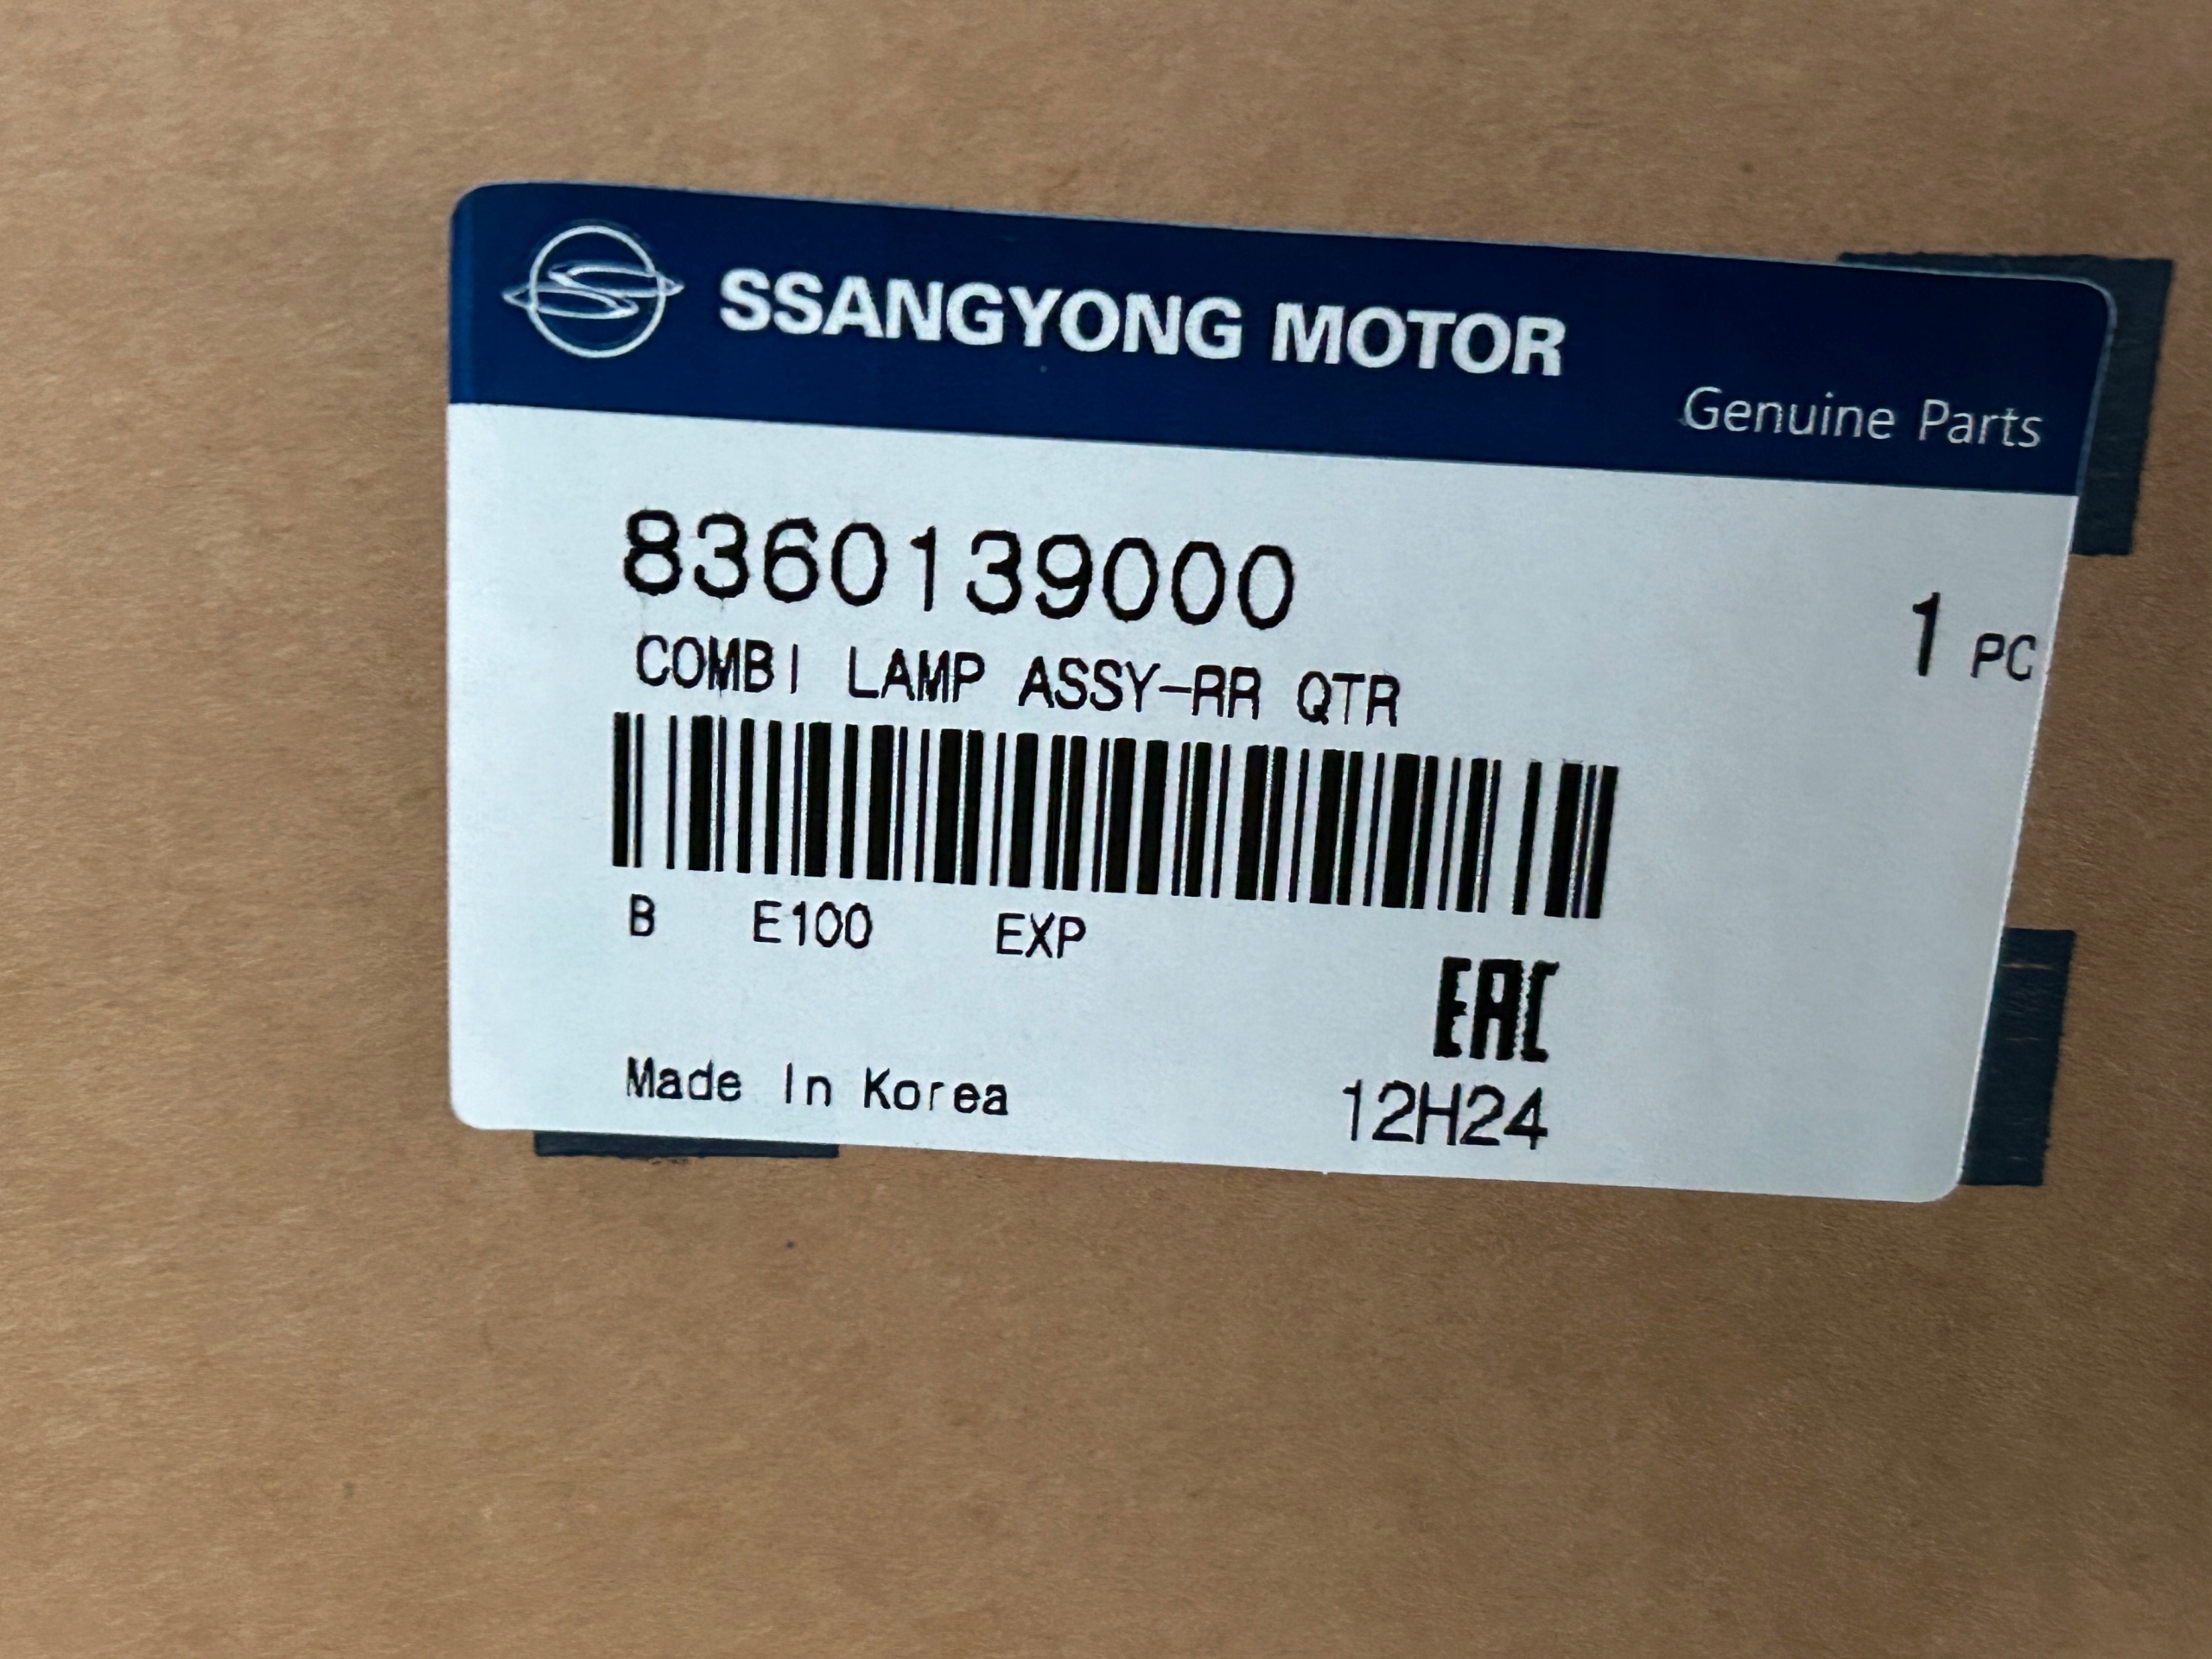 SSANGYONG MOTOR
Genuine Parts
8360139000
1 PC
COMBI LAMP ASSY-RR QTR
B E100 EXP
EAC
Made In Korea
12H24